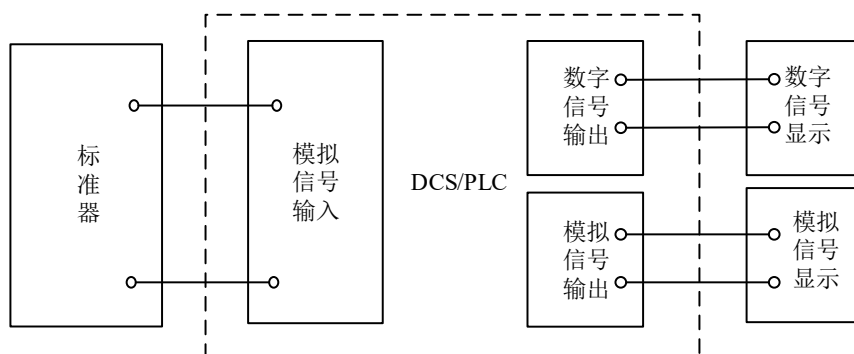 标
准
器
模拟
信号
输入
DCS/PLC
数字
信号
输出
数字
信号
显示
模拟
信号
输出
模拟
信号
显示